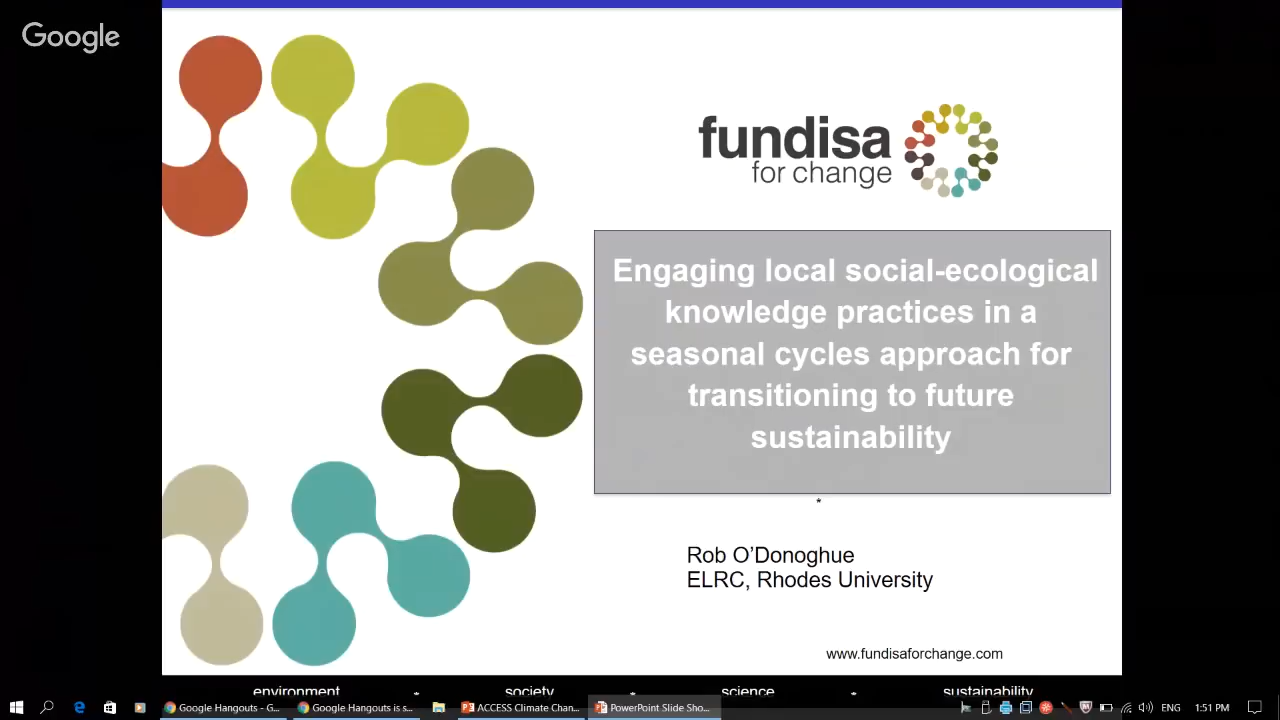 Google
fundisa
for change
Engaging local social-ecological
knowledge practices in a
seasonal cycles approach for
transitioning to future
sustainability
*
Rob O'Donoghue
ELRC, Rhodes University
www.fundisaforchange.com
environment * society * science * sustainability
Google Hangouts - G...
Google Hangouts is s...
ACCESS Climate Chan...
PowerPoint Slide Sho...
ENG
1:51 PM